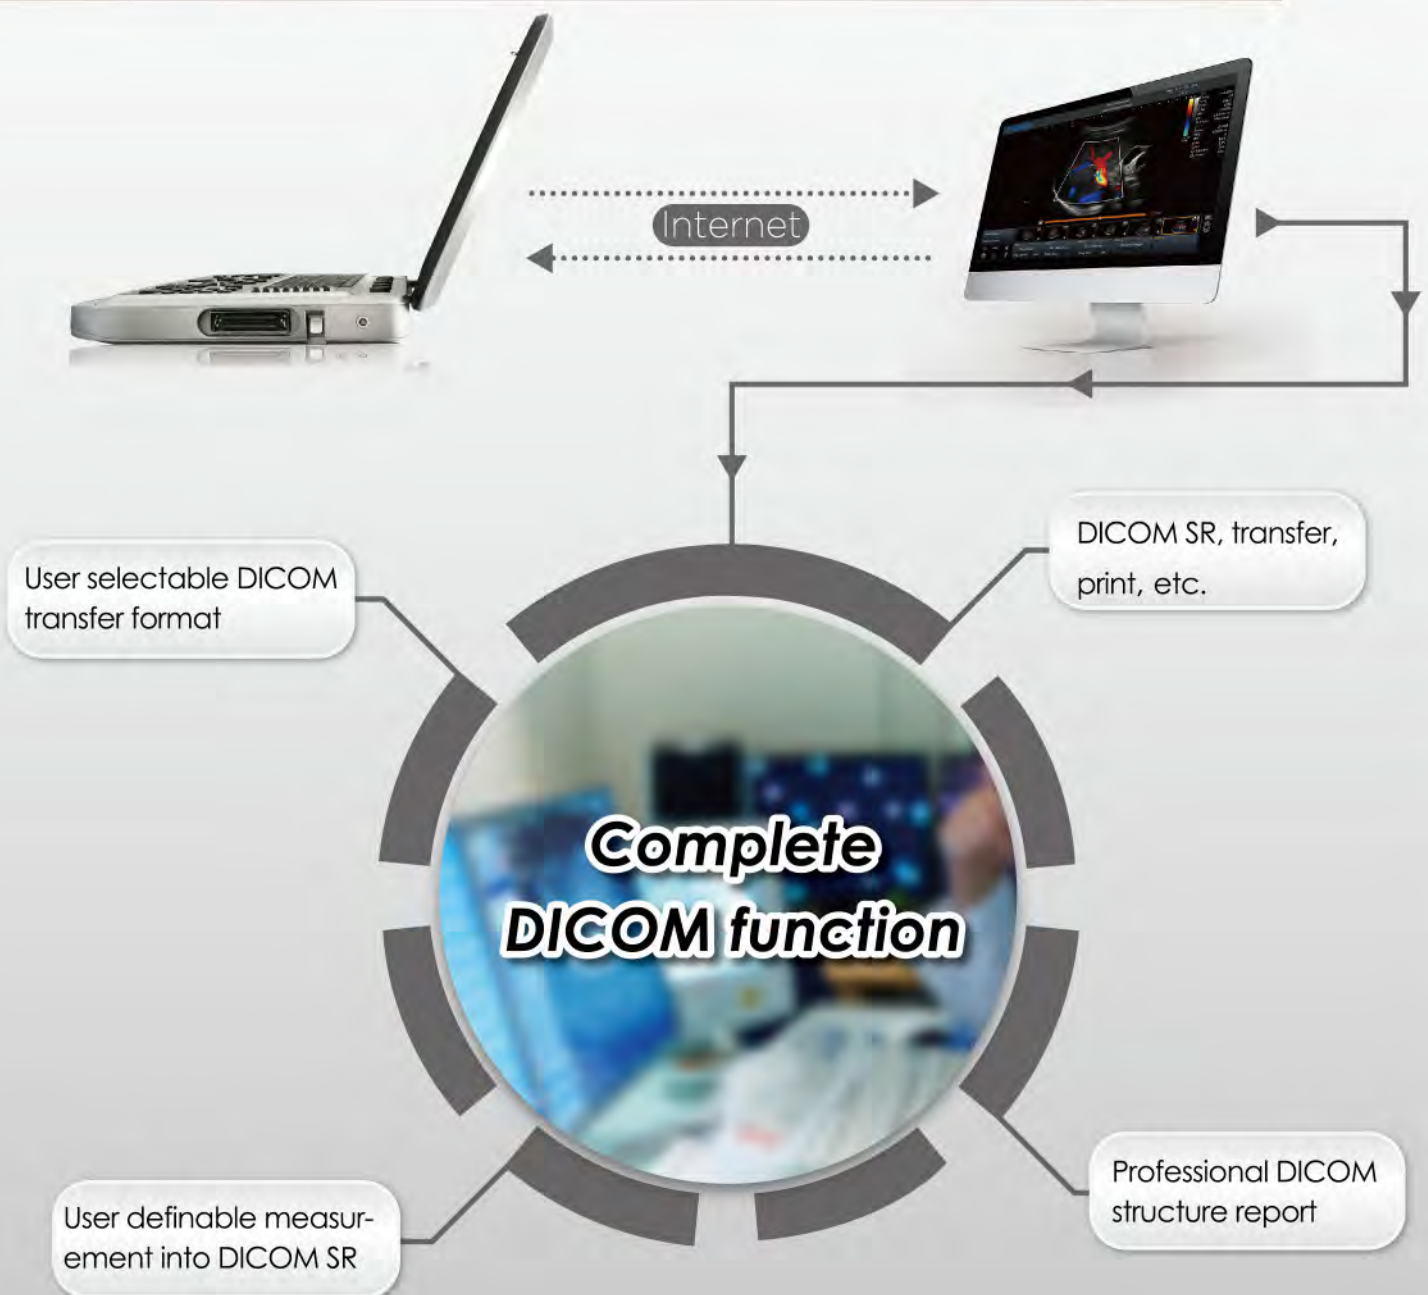 Internet
DICOM SR, transfer,
print, etc.
User selectable DICOM
transfer format
Complete
DICOM function
Professional DICOM
structure report
User definable measur-
ement into DICOM SR